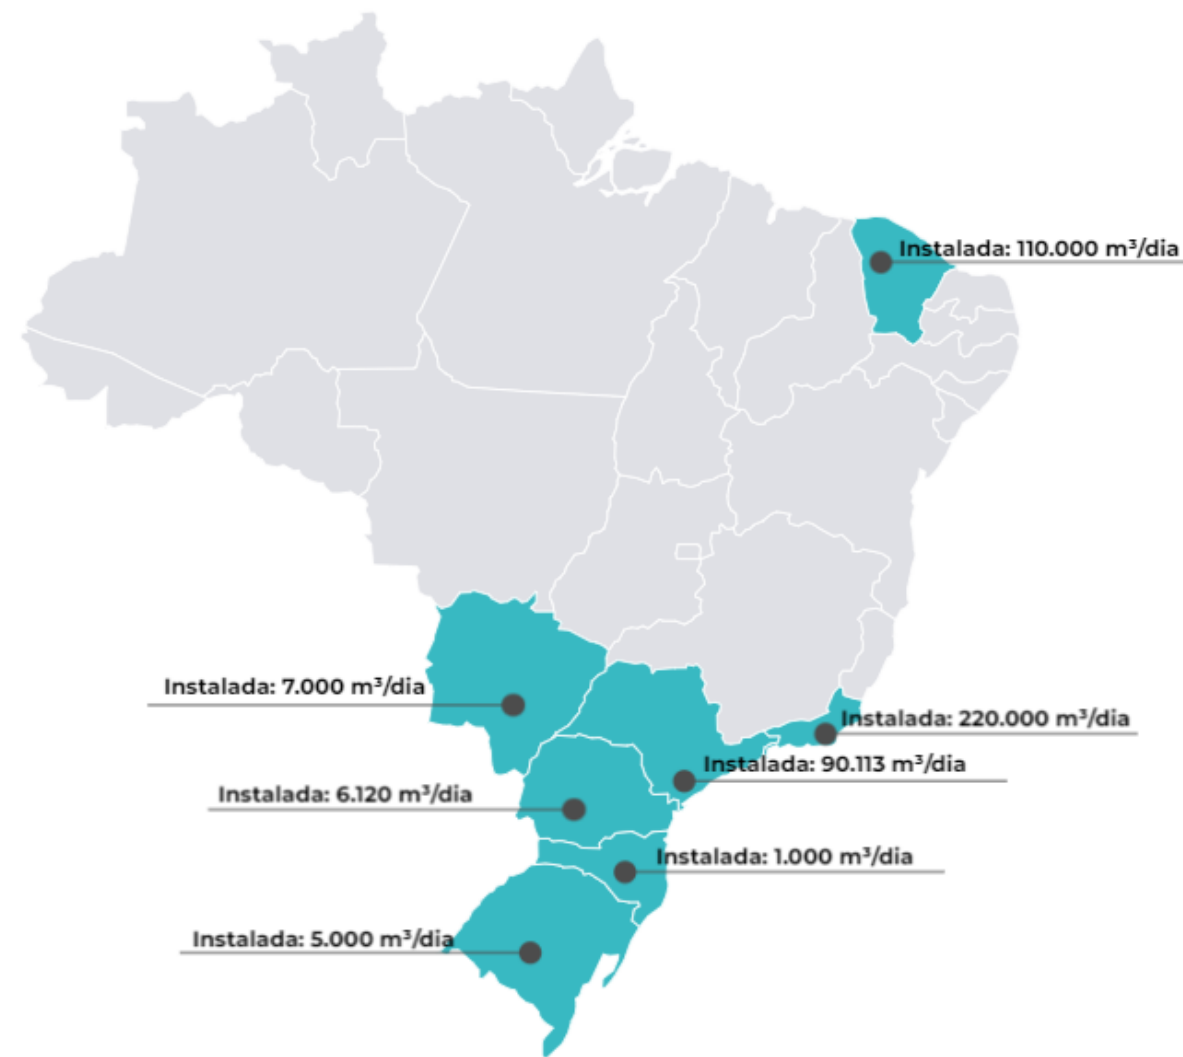 Instalada: 110.000 m³/dia
Instalada: 7.000 m³/dia
Instalada: 220.000 m³/dia
Instalada: 90.113 m³/dia
Instalada: 6.120 m³/dia
Instalada: 1.000 m³/dia
Instalada: 5.000 m³/dia